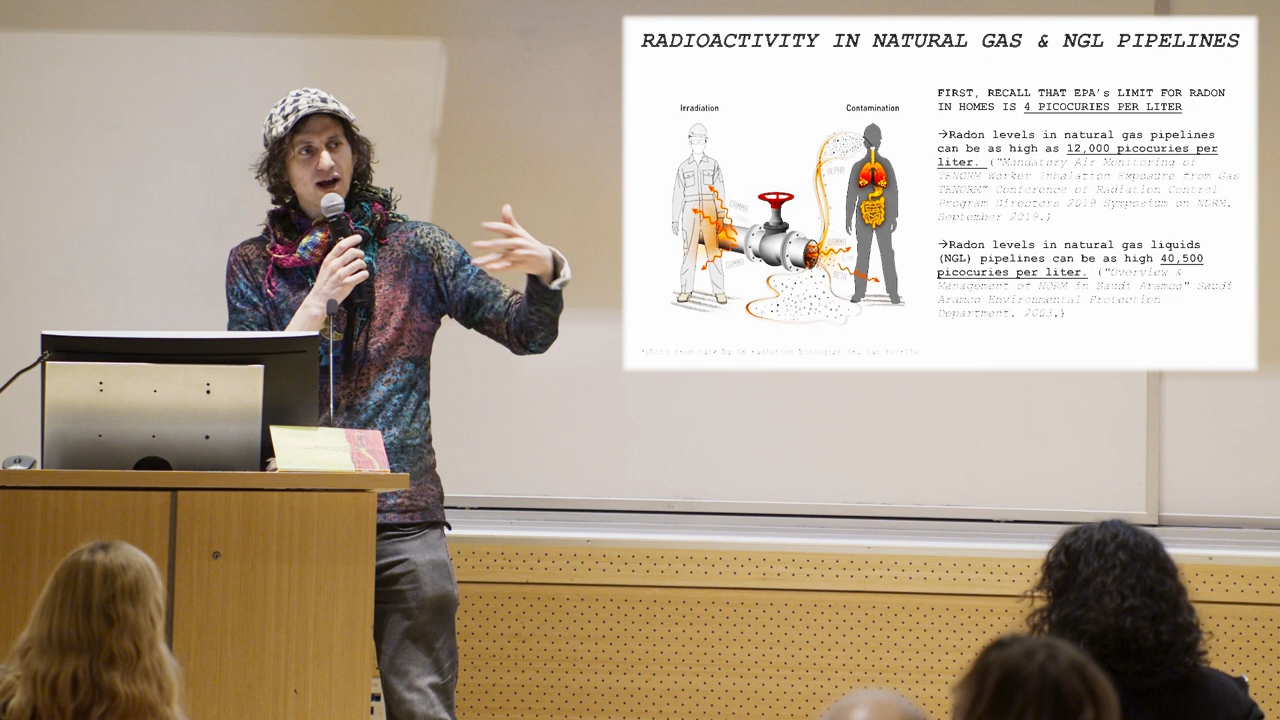 RADIOACTIVITY IN NATURAL GAS & NGL PIPELINES
Irradiation
Contamination
FIRST, RECALL THAT EPA's LIMIT FOR RADON
IN HOMES IS 4 PICOCURIES PER LITER
→Radon levels in natural gas pipelines
can be as high as 12,000 picocuries per
liter. ("Mandatory Air Monitoring of
TENORM Worker Inhalation Exposure from Gas
TENORM" Conference of Radiation Control
Program Directors 2019 Symposium on NORM.
September 2019.)
→Radon levels in natural gas liquids
(NGL) pipelines can be as high 40,500
picocuries per liter. ("Overview &
Management of NORM in Saudi Aramco" Saudi
Aramco Environmental Protection
Department. 2003.)
ALPHA
GAMMA
GAMMA
GAMMA